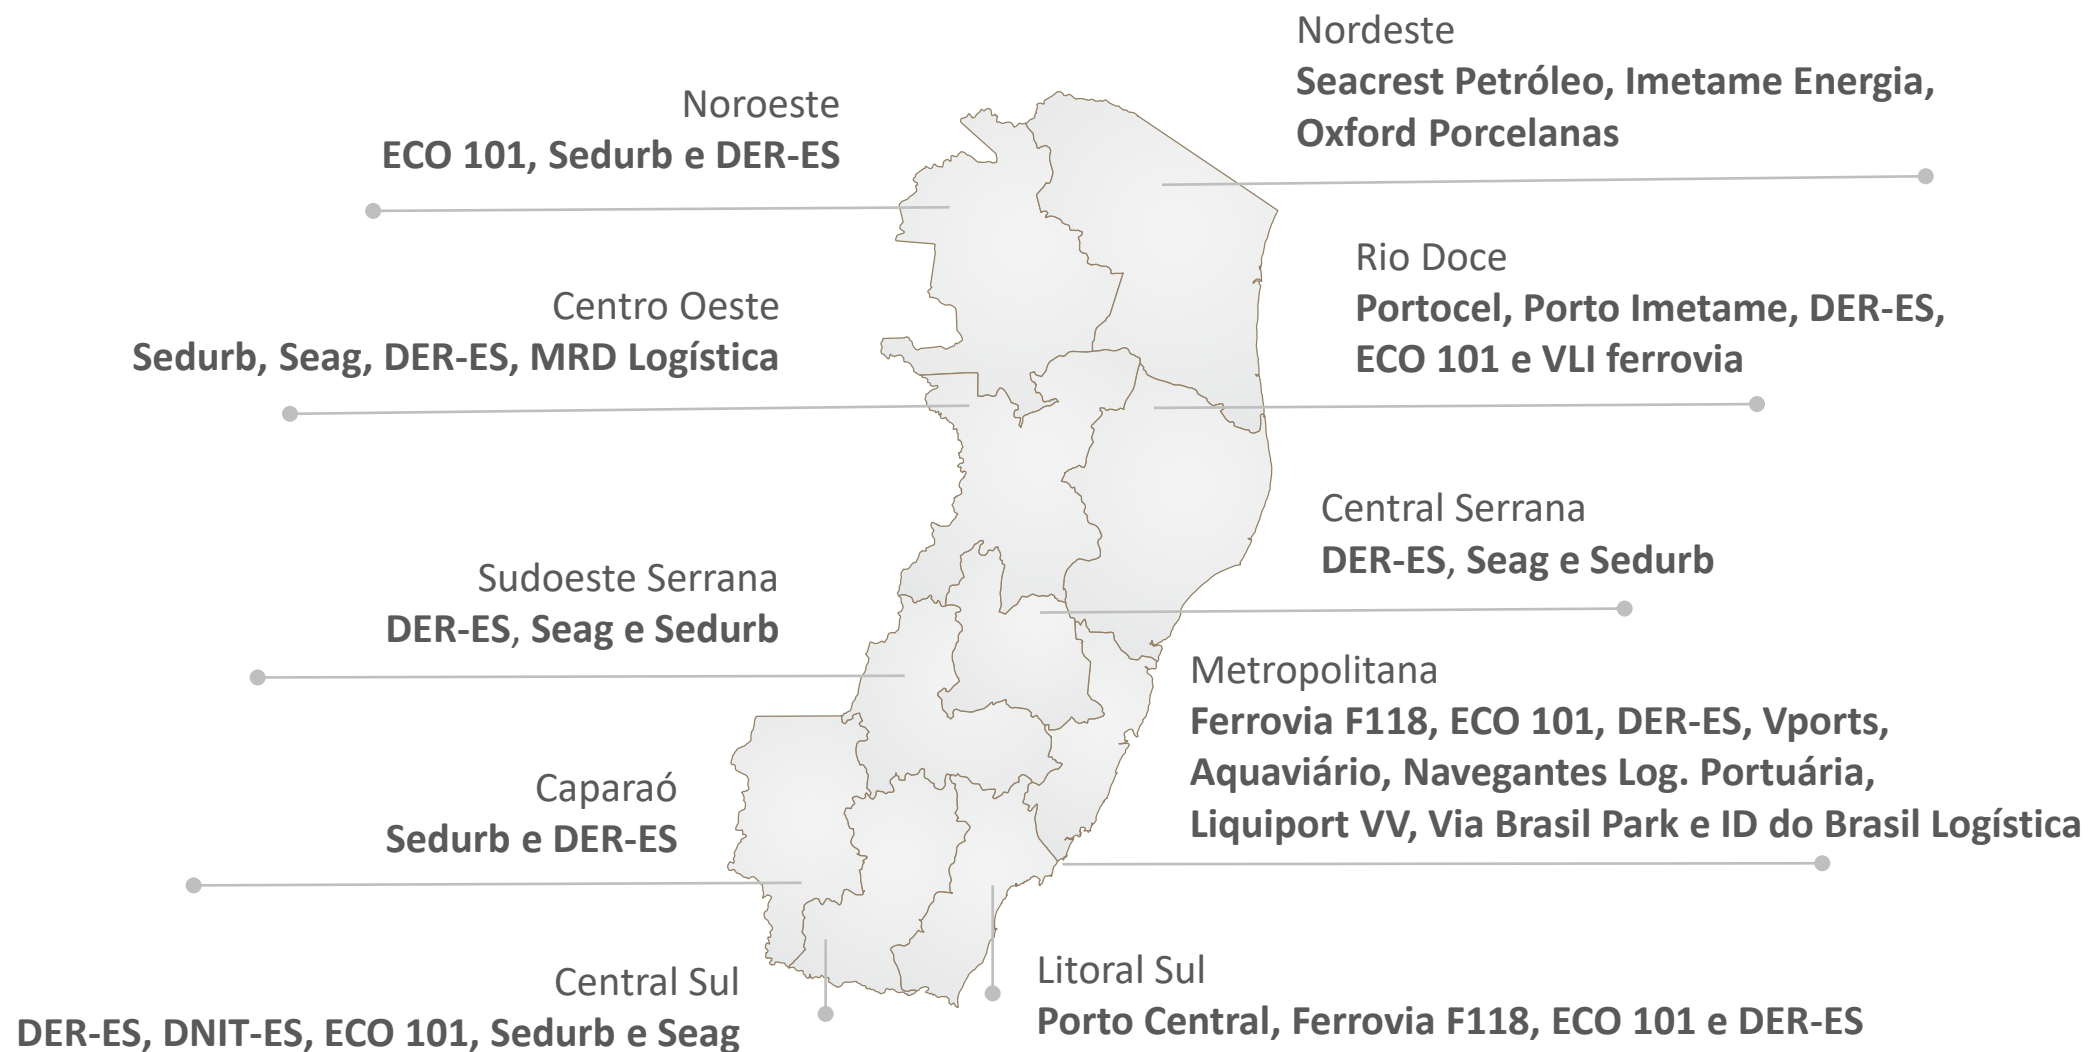 Nordeste
Seacrest Petróleo, Imetame Energia,
Oxford Porcelanas
Noroeste
ECO 101, Sedurb e DER-ES
Rio Doce
Portocel, Porto Imetame, DER-ES,
ECO 101 e VLI ferrovia
Centro Oeste
Sedurb, Seag, DER-ES, MRD Logística
Central Serrana
DER-ES, Seag e Sedurb
Sudoeste Serrana
DER-ES, Seag e Sedurb
Metropolitana
Ferrovia F118, ECO 101, DER-ES, Vports,
Aquaviário, Navegantes Log. Portuária,
Liquiport VV, Via Brasil Park e ID do Brasil Logística
Caparaó
Sedurb e DER-ES
Litoral Sul
Porto Central, Ferrovia F118, ECO 101 e DER-ES
Central Sul
DER-ES, DNIT-ES, ECO 101, Sedurb e Seag